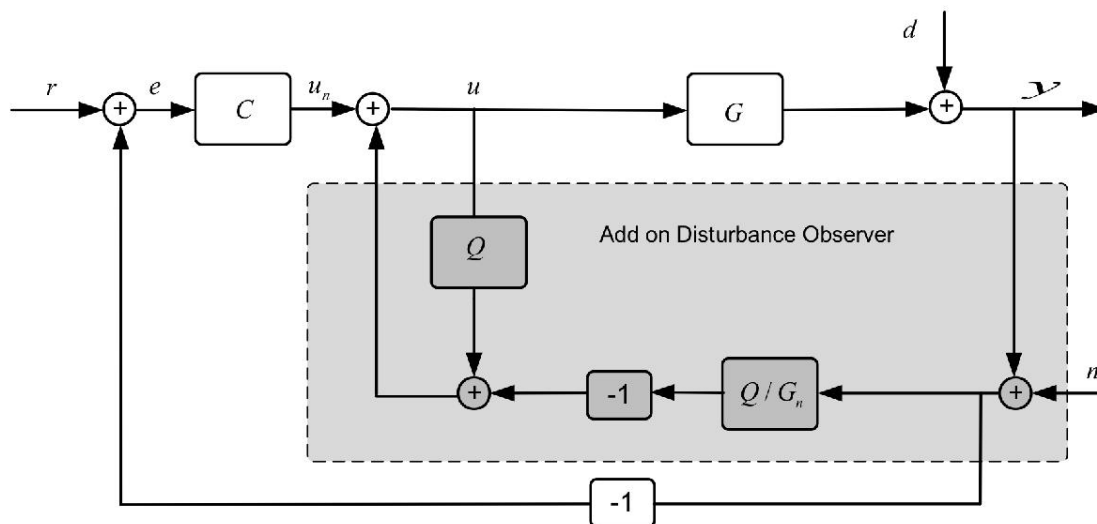 d
r
e
u_n
u
y
+
C
+
G
+
Add on Disturbance Observer
Q
n
+
-1
Q / G_n
+
-1